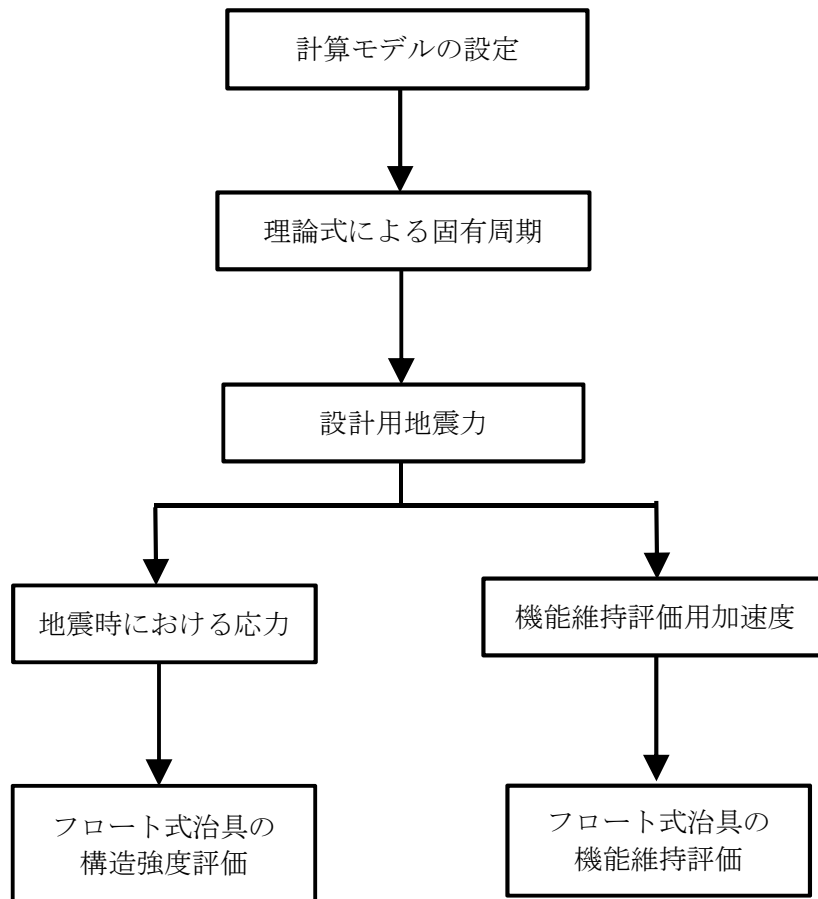 計算モデルの設定
理論式による固有周期
設計用地震力
地震時における応力
機能維持評価用加速度
フロート式治具の
構造強度評価
フロート式治具の
機能維持評価